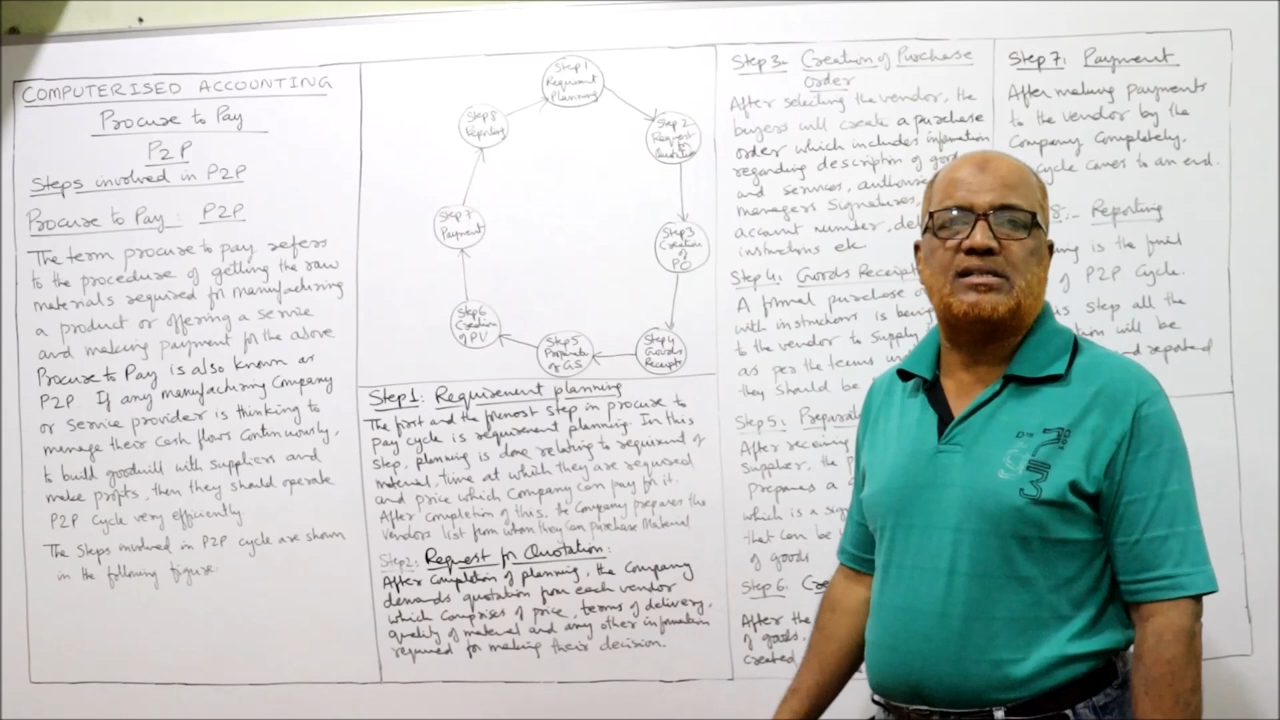 COMPUTERISED ACCOUNTING
Procure to Pay
P2P
Steps involved in P2P
Procure to Pay: P2P
The term procure to pay refers
to the procedure of getting the raw
materials required for manufacturing
a product or offering a service
and making payment for the above
Procure to Pay is also known as
P2P. If any manufacturing Company
or service provider is thinking to
manage their cash flows continuously,
to build goodwill with suppliers and
make profits, then they should operate
P2P cycle very efficiently.
The steps involved in P2P cycle are shown
in the following figure:
Step 1
Requirement
Planning
Step 2
Request
for
Quotation
Step 3
Creation
of
PO
Step 4
Goods
Receipts
Step 5
of GS
Step 6
Creation
of PV
Step 7
Payment
Step 8
Reporting
Step 1: Requirement planning
The first and the formost step in procure to
pay cycle is requirement planning. In this
step, planning is done relating to requirement of
material, time at which they are required
and price which Company can pay for it.
After completion of this, the Company prepares the
vendors list from whom they can purchase Material
Step 2: Request for Quotation:
After completion of planning, the Company
demands quotation from each vendor
which comprises of price, terms of delivery,
quality of material and any other information
required for making their decision.
Step 3:- Creation of Purchase
order
After selecting the vendor, the
buyers will create a purchase
order which includes information
regarding description of
and services,
managers signatures,
account number,
instructions etc
Step 4: Goods Receipt
A formal purchase
with instructions is
to the vendor to supply
as per the terms
they should be
Step 5:
After receiving
supplier, the
prepares a
which is a
that can be
of goods
Step 6:
After the
of goods,
created
Step 7: Payment
After making payments
to the vendor by the
Company Completely.
cycle comes to an end.
8:- Reporting
is the final
of P2P Cycle.
step all the
will be
and reported